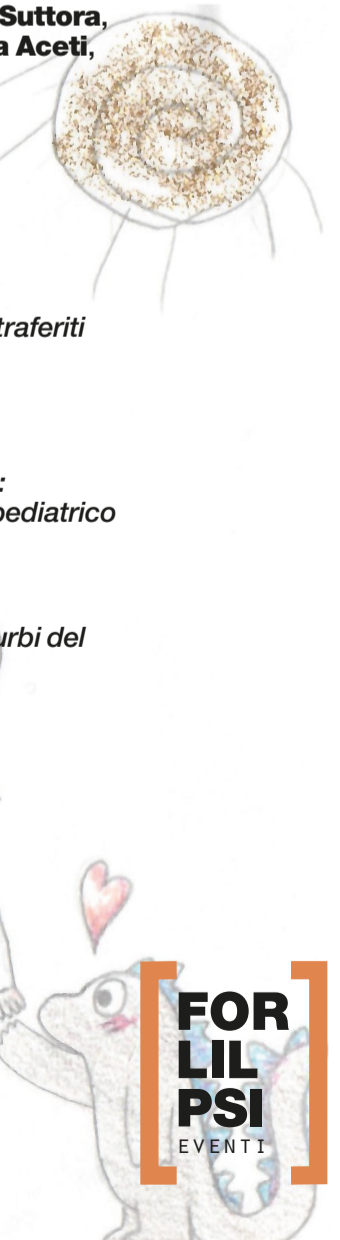 Suttora,
a Aceti,
traferiti
:
pediatrico
urbi del
FOR
LIL
PSI
EVENTI